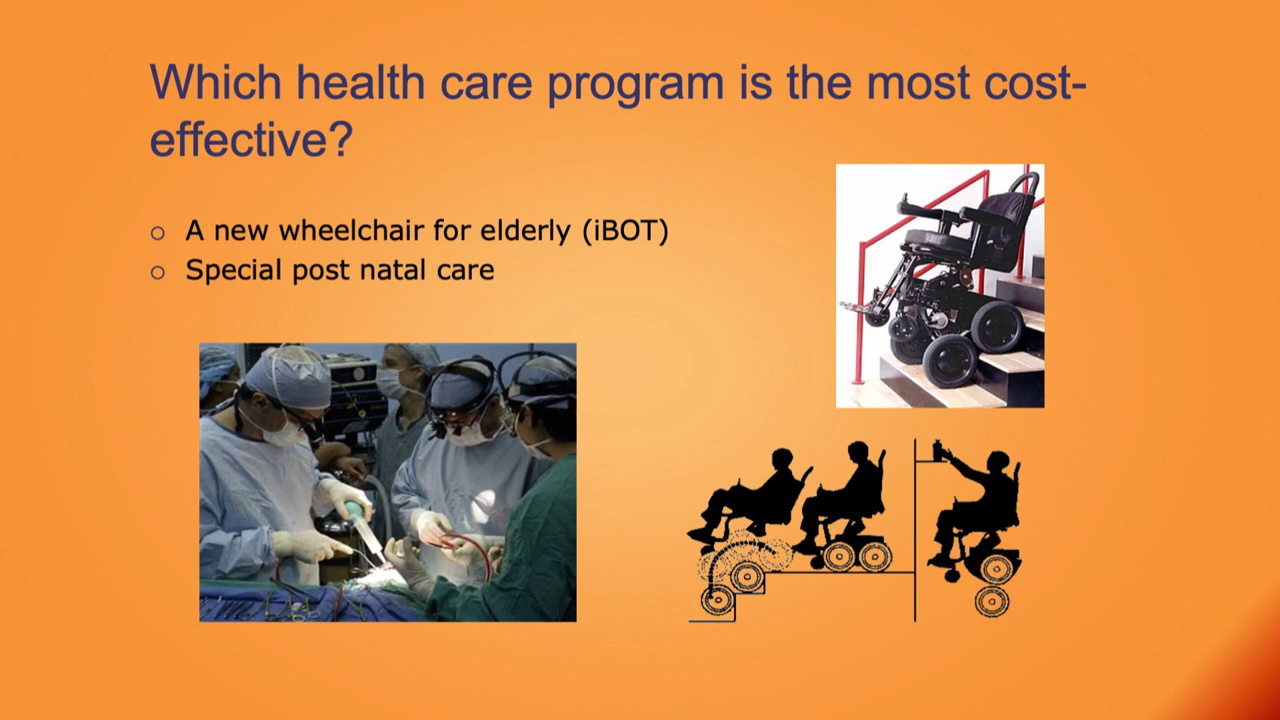 Which health care program is the most cost-
effective?
○ A new wheelchair for elderly (iBOT)
○ Special post natal care